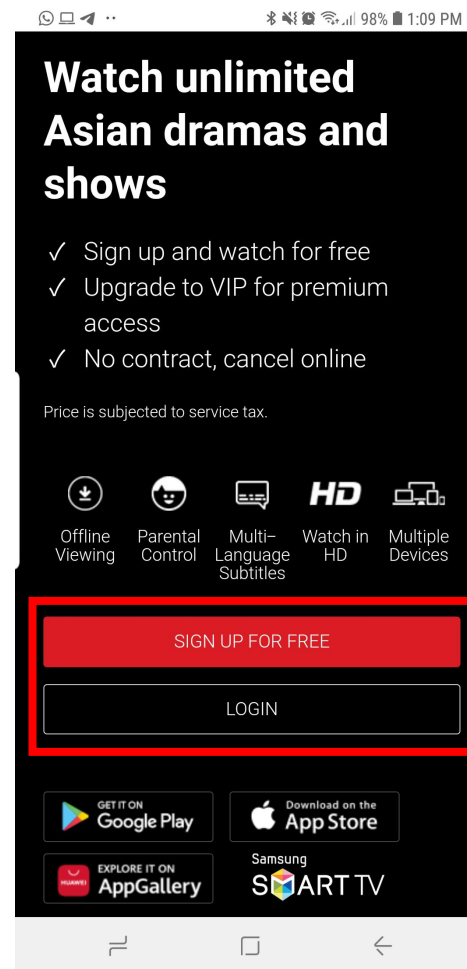 98% 1:09 PM
Watch unlimited
Asian dramas and
shows
✓ Sign up and watch for free
✓ Upgrade to VIP for premium
access
✓ No contract, cancel online
Price is subjected to service tax.
HD
Offline Parental Multi– Watch in Multiple
Viewing Control Language HD Devices
Subtitles
SIGN UP FOR FREE
LOGIN
GET IT ON
Google Play
Download on the
App Store
HUAWEI
EXPLORE IT ON
AppGallery
Samsung
SMART TV